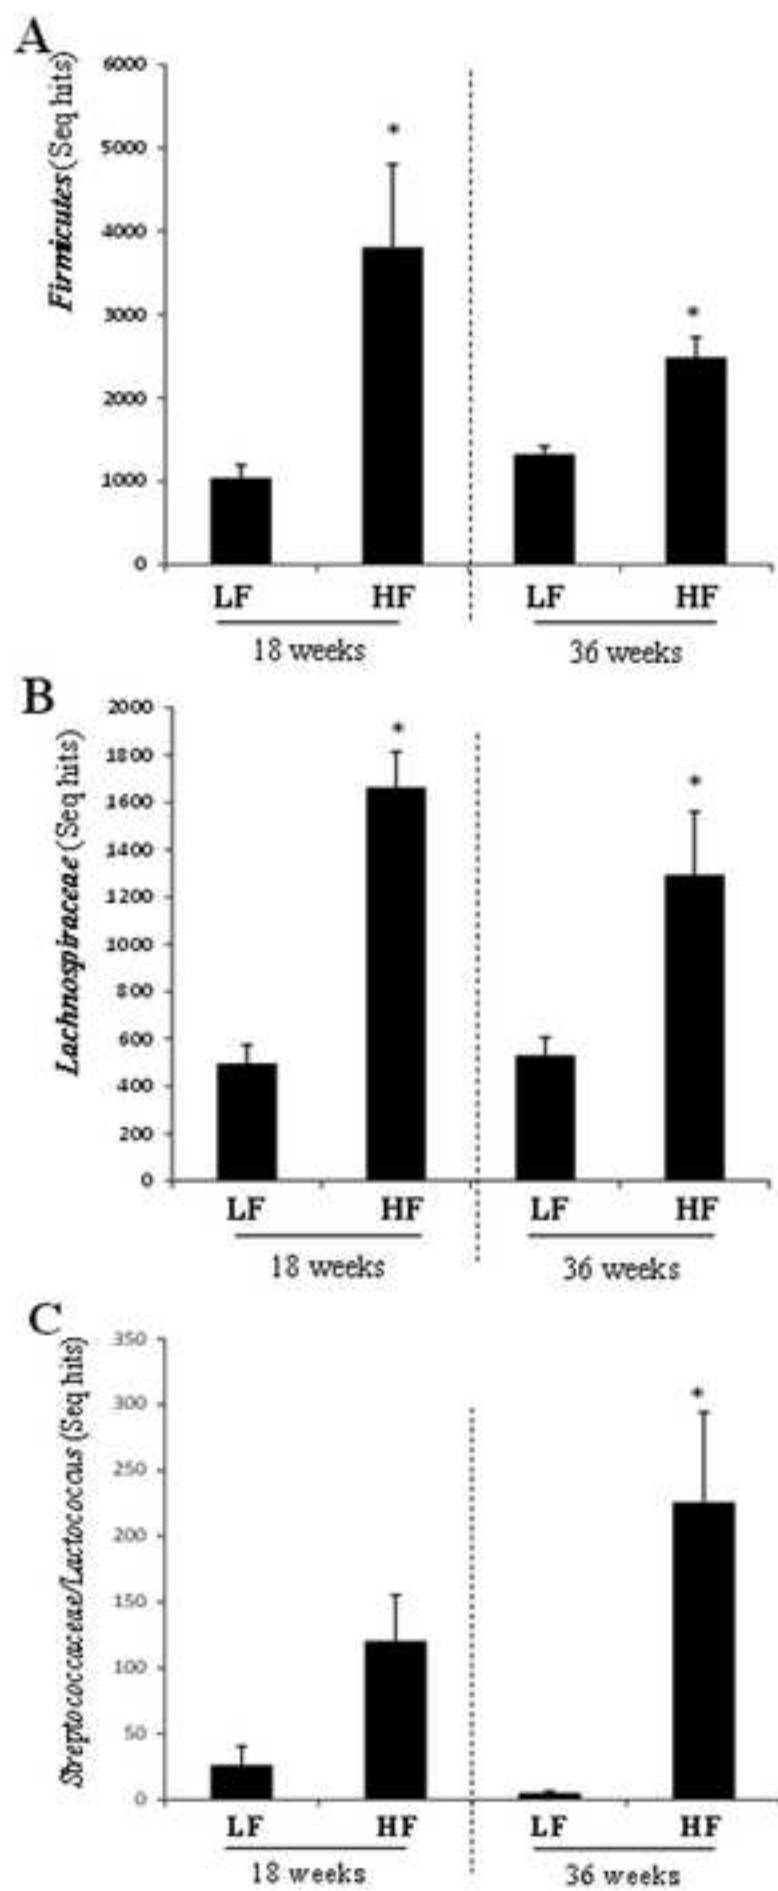 A
Firmicutes (Seq hits)
6000
5000
4000
3000
2000
1000
0
*
*
LF HF LF HF
18 weeks 36 weeks
B
Lachnospiraceae (Seq hits)
2000
1800
1600
1400
1200
1000
800
600
400
200
0
*
*
LF HF LF HF
18 weeks 36 weeks
C
Streptococcaceae/Lactococcus (Seq hits)
350
300
250
200
150
100
50
0
*
LF HF LF HF
18 weeks 36 weeks